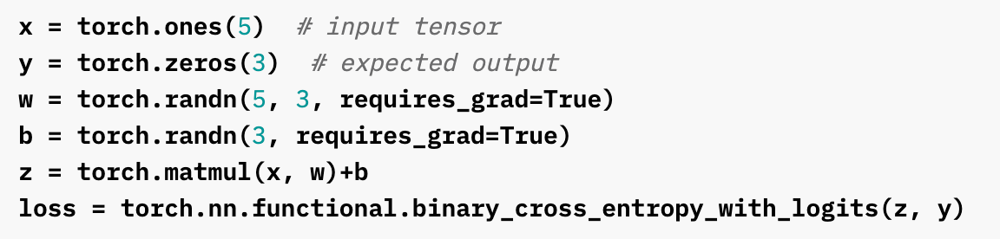 x = torch.ones(5)  # input tensor
y = torch.zeros(3)  # expected output
w = torch.randn(5, 3, requires_grad=True)
b = torch.randn(3, requires_grad=True)
z = torch.matmul(x, w)+b
loss = torch.nn.functional.binary_cross_entropy_with_logits(z, y)